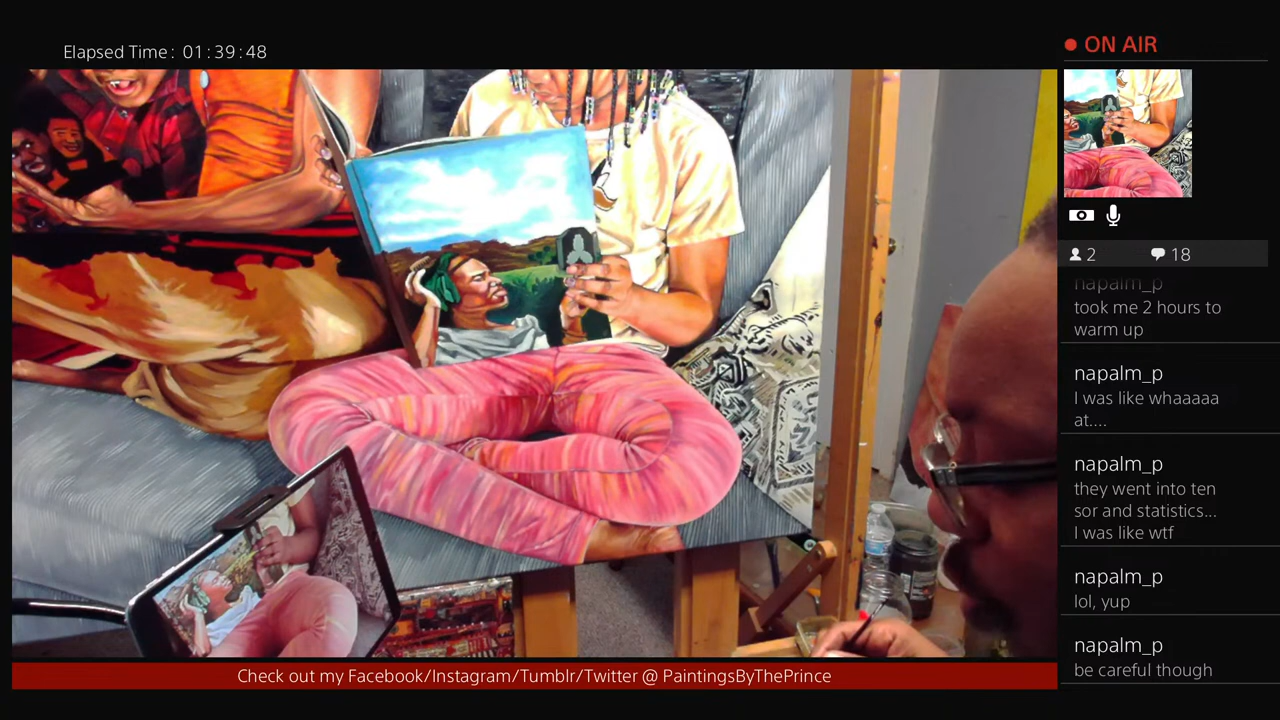 Elapsed Time: 01:39:48
ON AIR
2 18
napalm_p
took me 2 hours to
warm up
napalm_p
I was like whaaaaa
at....
napalm_p
they went into ten
sor and statistics...
I was like wtf
napalm_p
lol, yup
napalm_p
be careful though
Check out my Facebook/Instagram/Tumblr/Twitter @ PaintingsByThePrince